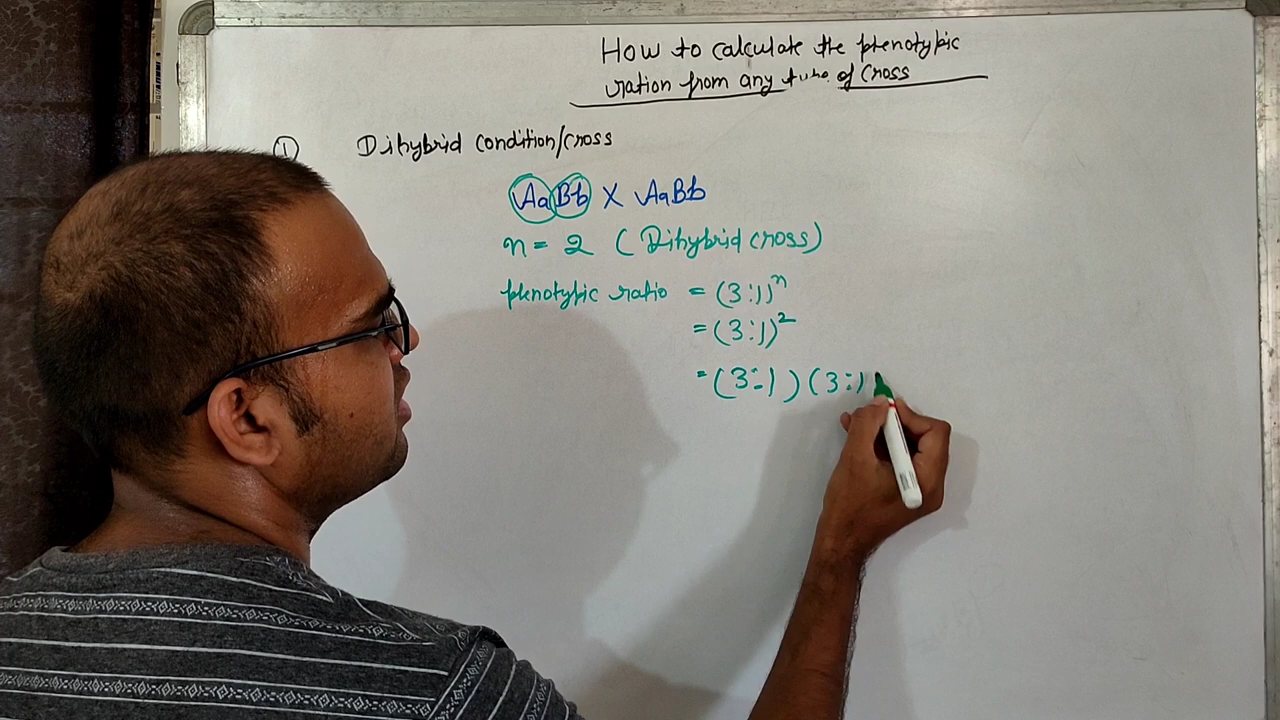 How to calculate the phenotypic
ration from any of Cross
① Dihybrid condition/cross
AaBb X AaBb
n = 2 (Dihybrid cross)
phenotypic ratio = (3:1)ⁿ
= (3:1)²
= (3:1) (3:1